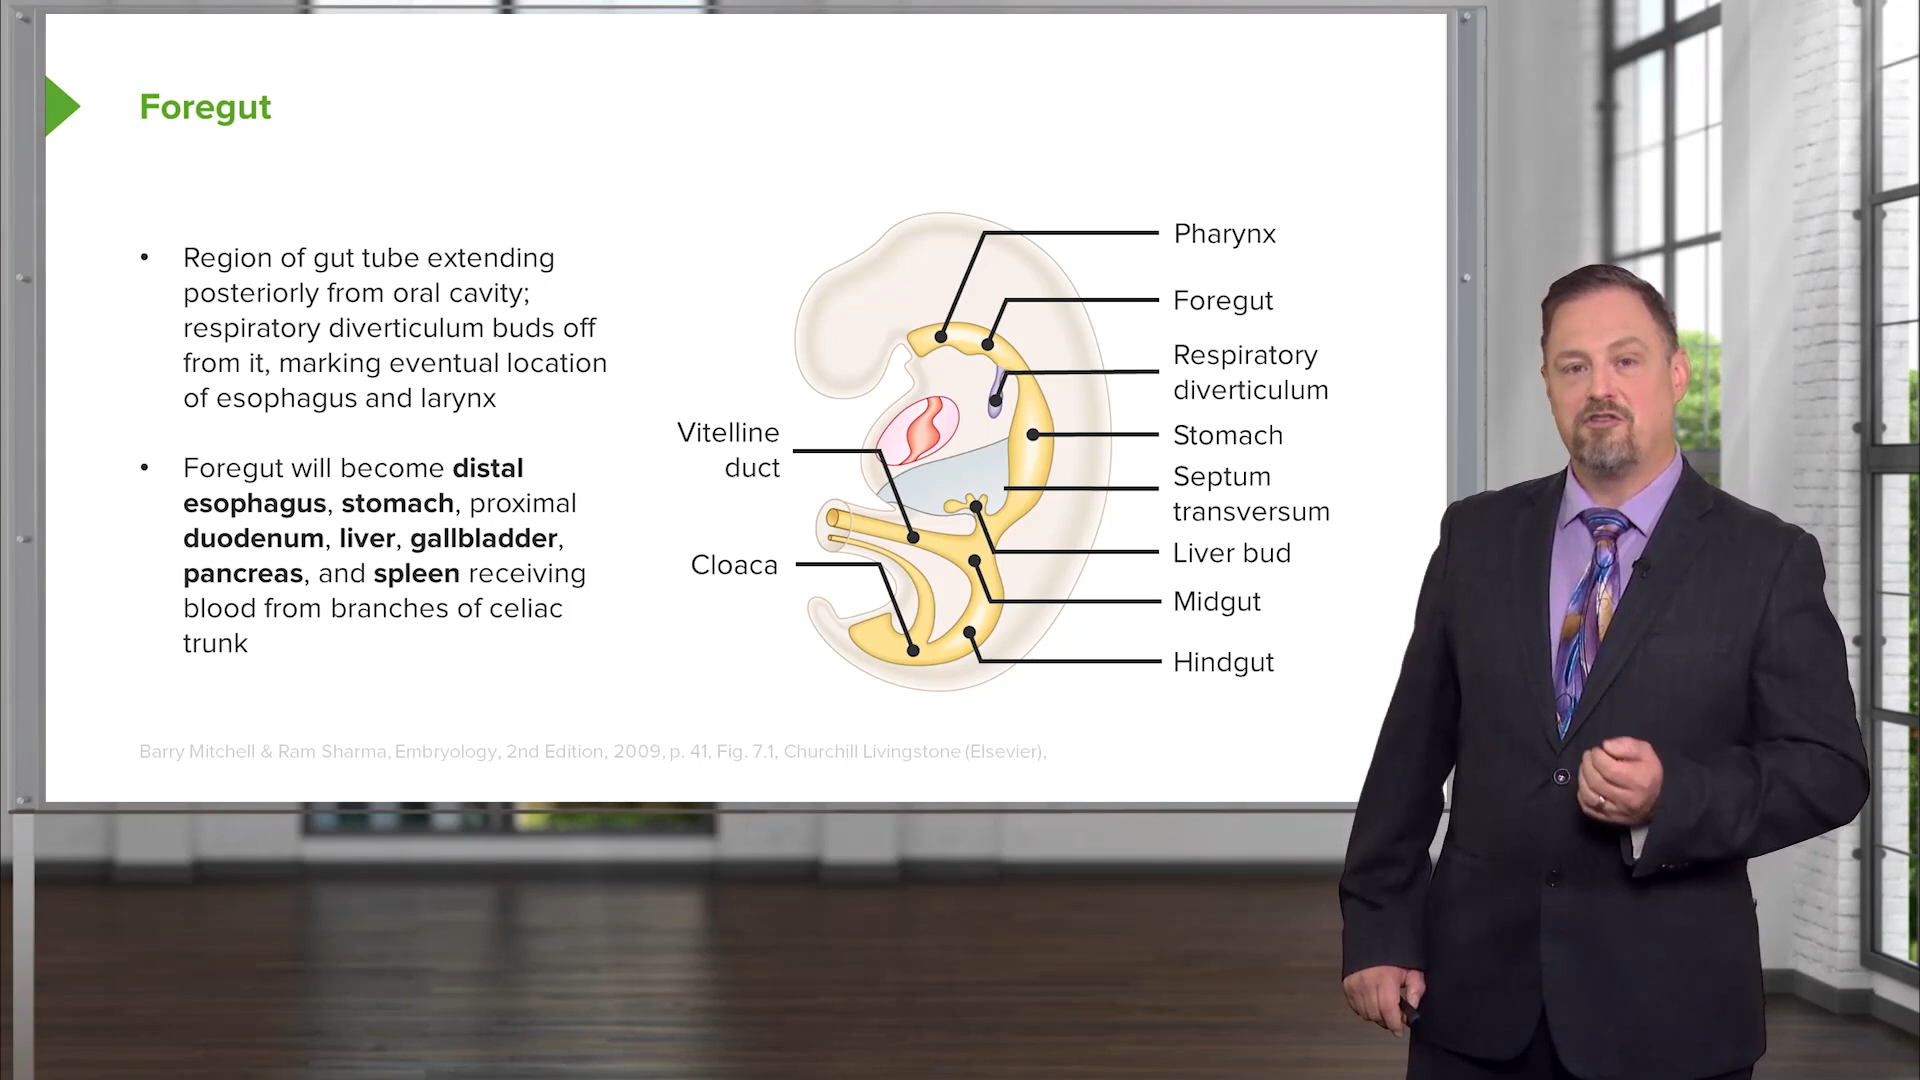 Foregut
• Region of gut tube extending
posteriorly from oral cavity;
respiratory diverticulum buds off
from it, marking eventual location
of esophagus and larynx
• Foregut will become distal
esophagus, stomach, proximal
duodenum, liver, gallbladder,
pancreas, and spleen receiving
blood from branches of celiac
trunk
Vitelline
duct
Cloaca
Pharynx
Foregut
Respiratory
diverticulum
Stomach
Septum
transversum
Liver bud
Midgut
Hindgut
Barry Mitchell & Ram Sharma, Embryology, 2nd Edition, 2009, p. 41, Fig. 7.1, Churchill Livingstone (Elsevier),